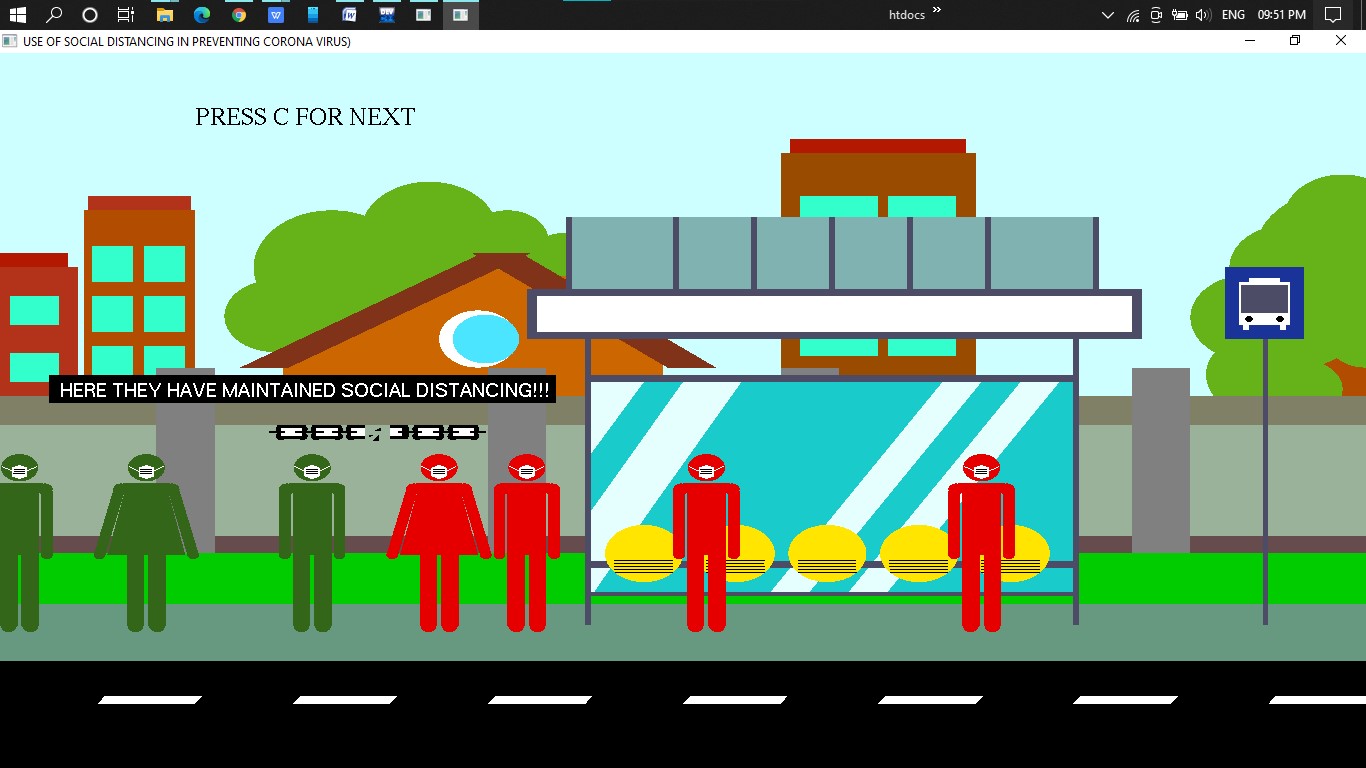 htdocs
»
ENG
09:51 PM
USE OF SOCIAL DISTANCING IN PREVENTING CORONA VIRUS)
PRESS C FOR NEXT
HERE THEY HAVE MAINTAINED SOCIAL DISTANCING!!!